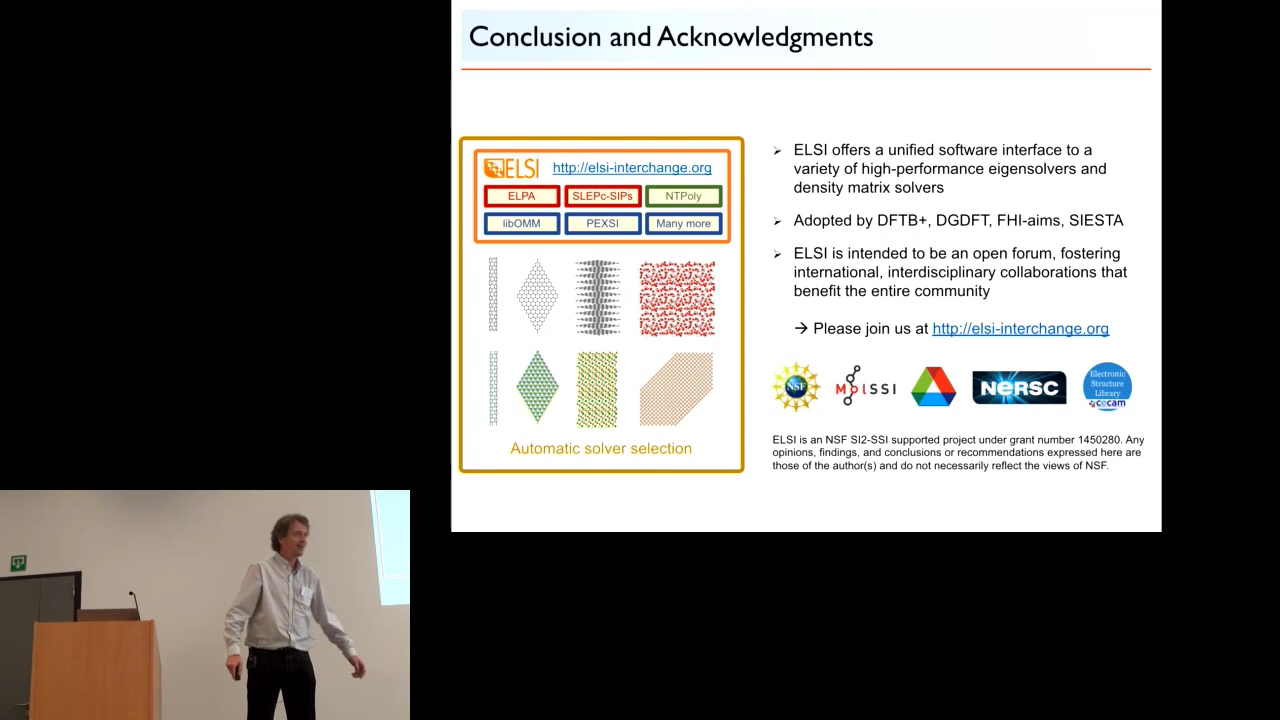 Conclusion and Acknowledgments
ELSI http://elsi-interchange.org
ELPA SLEPc-SIPs NTPoly
libOMM PEXSI Many more
Automatic solver selection
➢ ELSI offers a unified software interface to a
variety of high-performance eigensolvers and
density matrix solvers
➢ Adopted by DFTB+, DGDFT, FHI-aims, SIESTA
➢ ELSI is intended to be an open forum, fostering
international, interdisciplinary collaborations that
benefit the entire community
→ Please join us at http://elsi-interchange.org
NSF
MolSSI
NERSC
Electronic
Structure
Library
cecam
ELSI is an NSF SI2-SSI supported project under grant number 1450280. Any
opinions, findings, and conclusions or recommendations expressed here are
those of the author(s) and do not necessarily reflect the views of NSF.